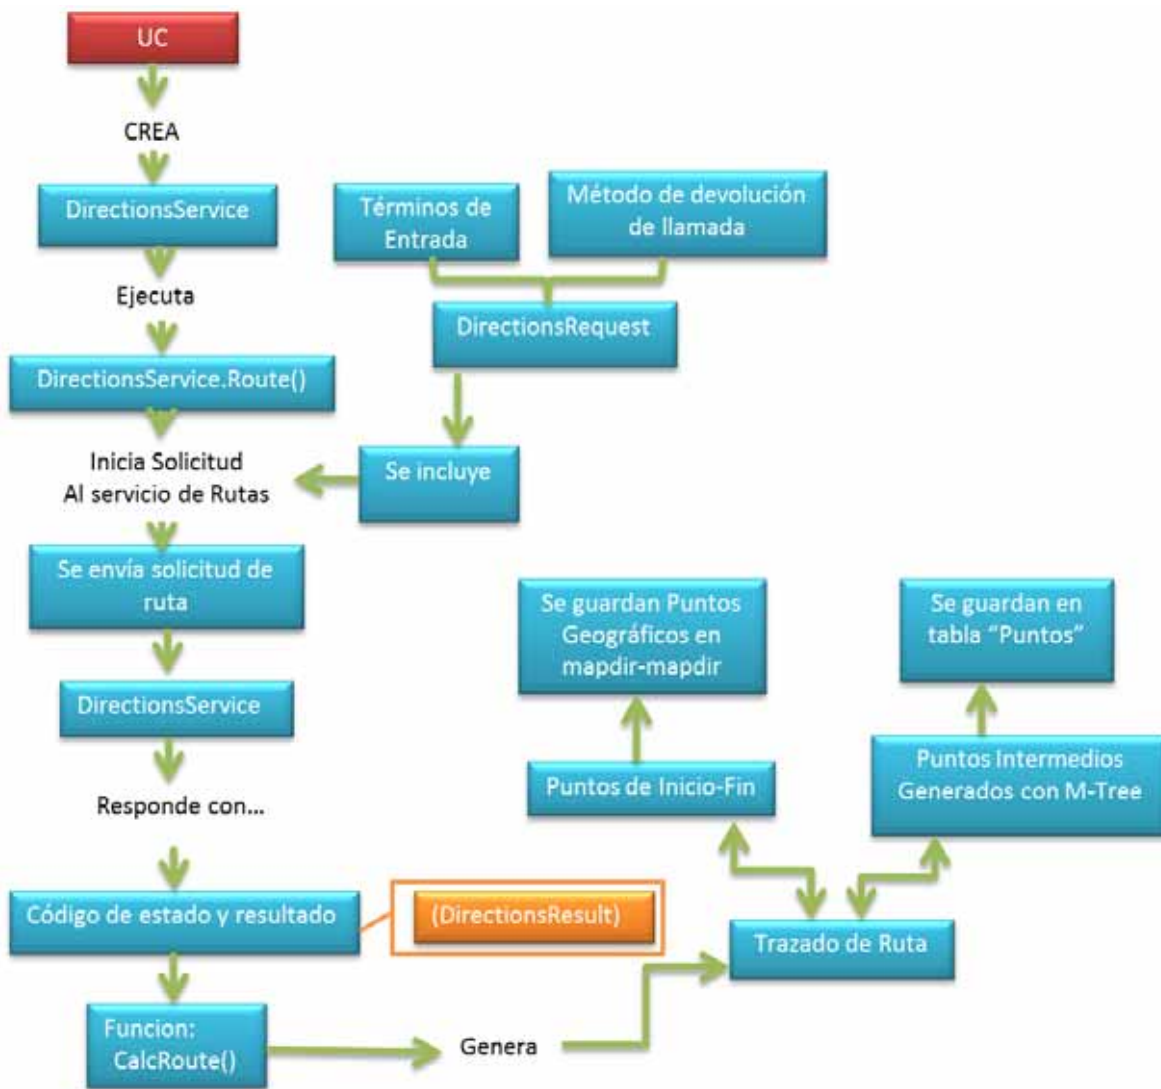 UC
CREA
DirectionsService
Ejecuta
DirectionsService.Route()
Inicia Solicitud
Al servicio de Rutas
Términos de
Entrada
Método de devolución
de llamada
DirectionsRequest
Se incluye
Se envía solicitud de
ruta
DirectionsService
Responde con...
Código de estado y resultado
(DirectionsResult)
Funcion:
CalcRoute()
Genera
Trazado de Ruta
Puntos de Inicio-Fin
Se guardan Puntos
Geográficos en
mapdir-mapdir
Puntos Intermedios
Generados con M-Tree
Se guardan en
tabla “Puntos”